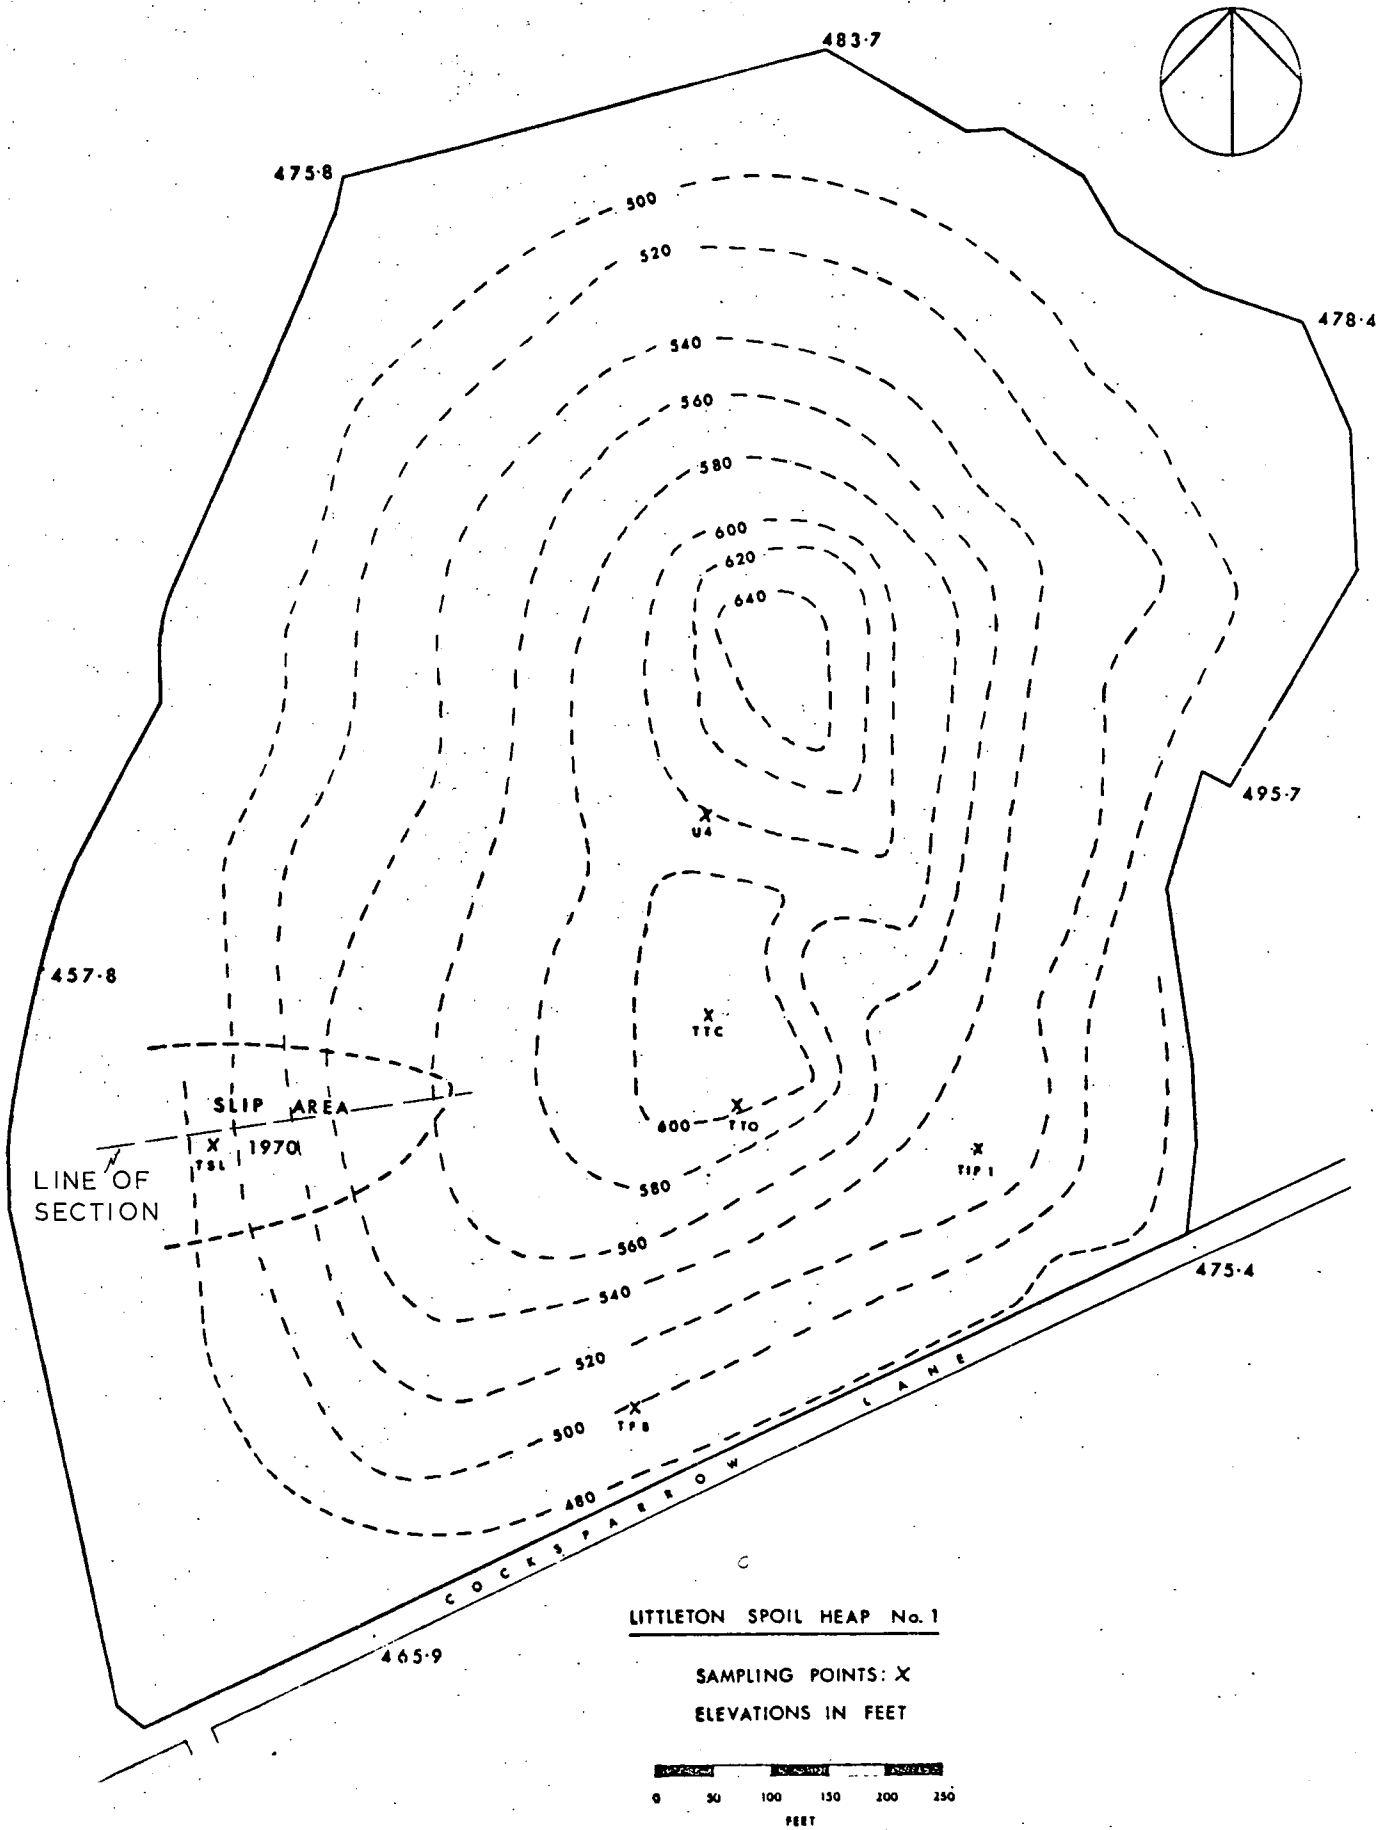 483·7
475·8
500
520
478·4
540
560
580
600
620
640
495·7
U4
457·8
TTC
SLIP AREA
600
TTO
1970
TSL
TIP 1
LINE OF
SECTION
580
560
475·4
540
520
500
TPB
480
COCKSPARROW LANE
LITTLETON SPOIL HEAP No. 1
465·9
SAMPLING POINTS: X
ELEVATIONS IN FEET
0 50 100 150 200 250
FEET